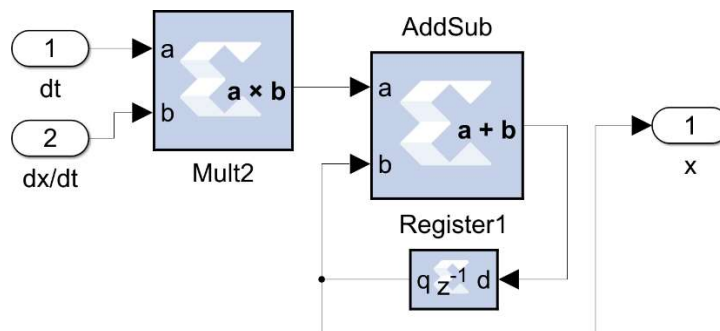 1
dt
2
dx/dt
a
b
a × b
Mult2
AddSub
a
b
a + b
Register1
q z-1 d
1
x